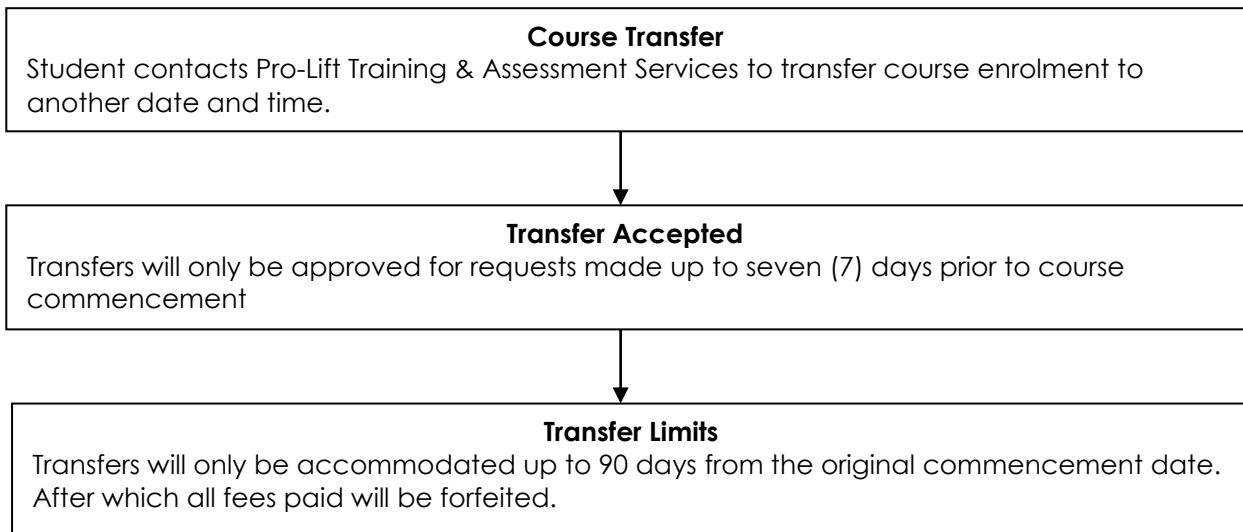 Course Transfer
Student contacts Pro-Lift Training & Assessment Services to transfer course enrolment to
another date and time.
Transfer Accepted
Transfers will only be approved for requests made up to seven (7) days prior to course
commencement
Transfer Limits
Transfers will only be accommodated up to 90 days from the original commencement date.
After which all fees paid will be forfeited.